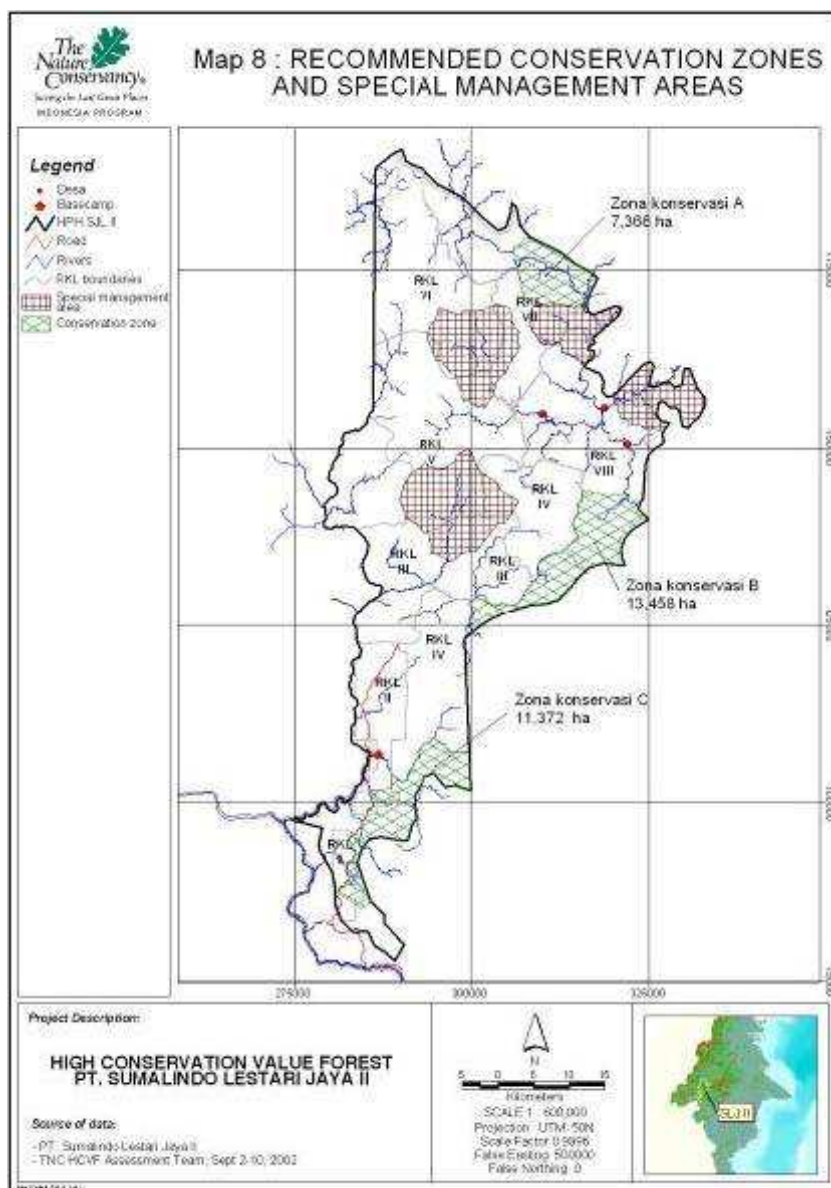 The
Nature
Conservancy
Saving the Last Great Places
INDONESIA PROGRAM
Map 8 : RECOMMENDED CONSERVATION ZONES
AND SPECIAL MANAGEMENT AREAS
Legend
Desa
Basecamp
HPH SJL II
Road
Rivers
RKL boundaries
Special management
area
Conservation zone
Zona konservasi A
7,368 ha
RKL
VI
RKL
VII
RKL
V
RKL
VIII
RKL
IV
RKL
III
RKL
III
Zona konservasi B
13,458 ha
RKL
IV
RKL
II
Zona konservasi C
11,372 ha
RKL
275000
300000
325000
Project Description:
HIGH CONSERVATION VALUE FOREST
PT. SUMALINDO LESTARI JAYA II
Source of data:
- PT. Sumalindo Lestari Jaya II
- TNC HCVF Assessment Team, Sept 2-10, 2002
N
5 0 5 10 15
Kilometers
SCALE 1 : 600,000
Projection : UTM-50N
Scale Factor 0.9996
False Easting 500000
False Northing 0
SLJ II